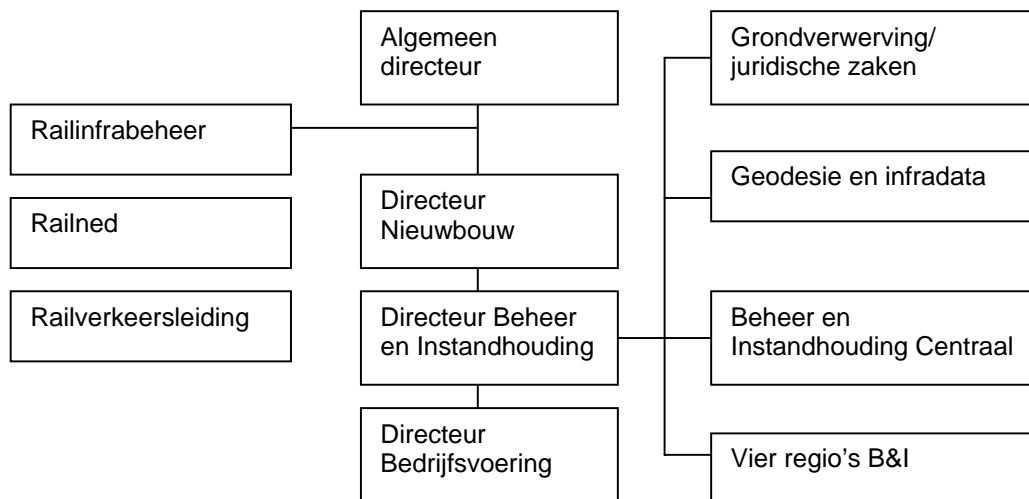 Algemeen
directeur
Grondverwerving/
juridische zaken
Railinfrabeheer
Directeur
Nieuwbouw
Geodesie en infradata
Railned
Railverkeersleiding
Directeur Beheer
en Instandhouding
Beheer en
Instandhouding Centraal
Directeur
Bedrijfsvoering
Vier regio's B&I